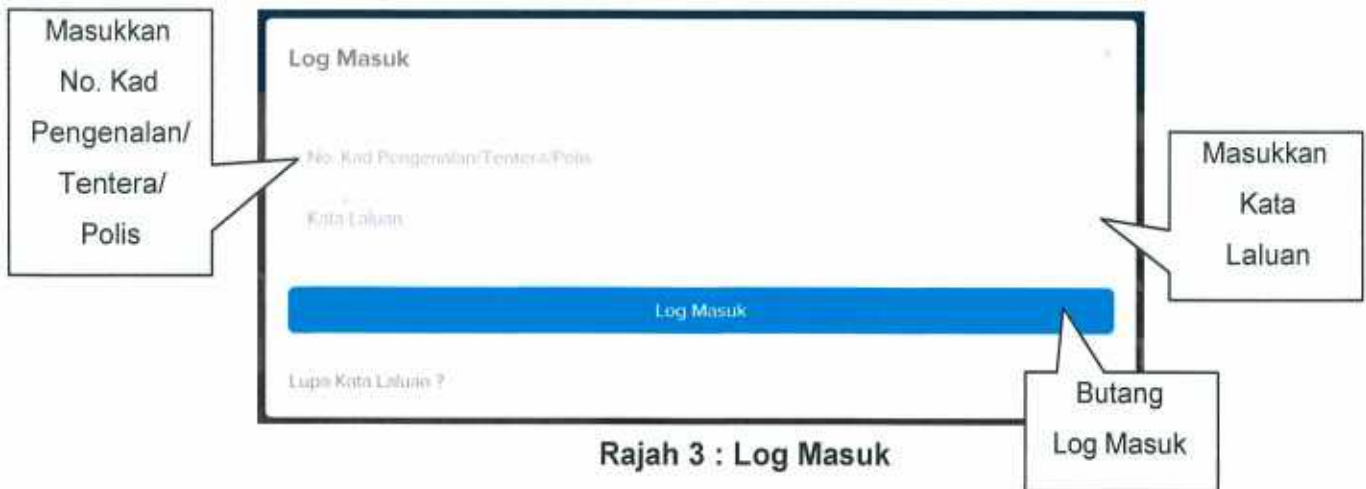 Masukkan
No. Kad
Pengenalan/
Tentera/
Polis
Log Masuk
No. Kad Pengenalan/Tentera/Polis
Kata Laluan
Log Masuk
Lupa Kata Laluan ?
Masukkan
Kata
Laluan
Butang
Log Masuk
Rajah 3 : Log Masuk